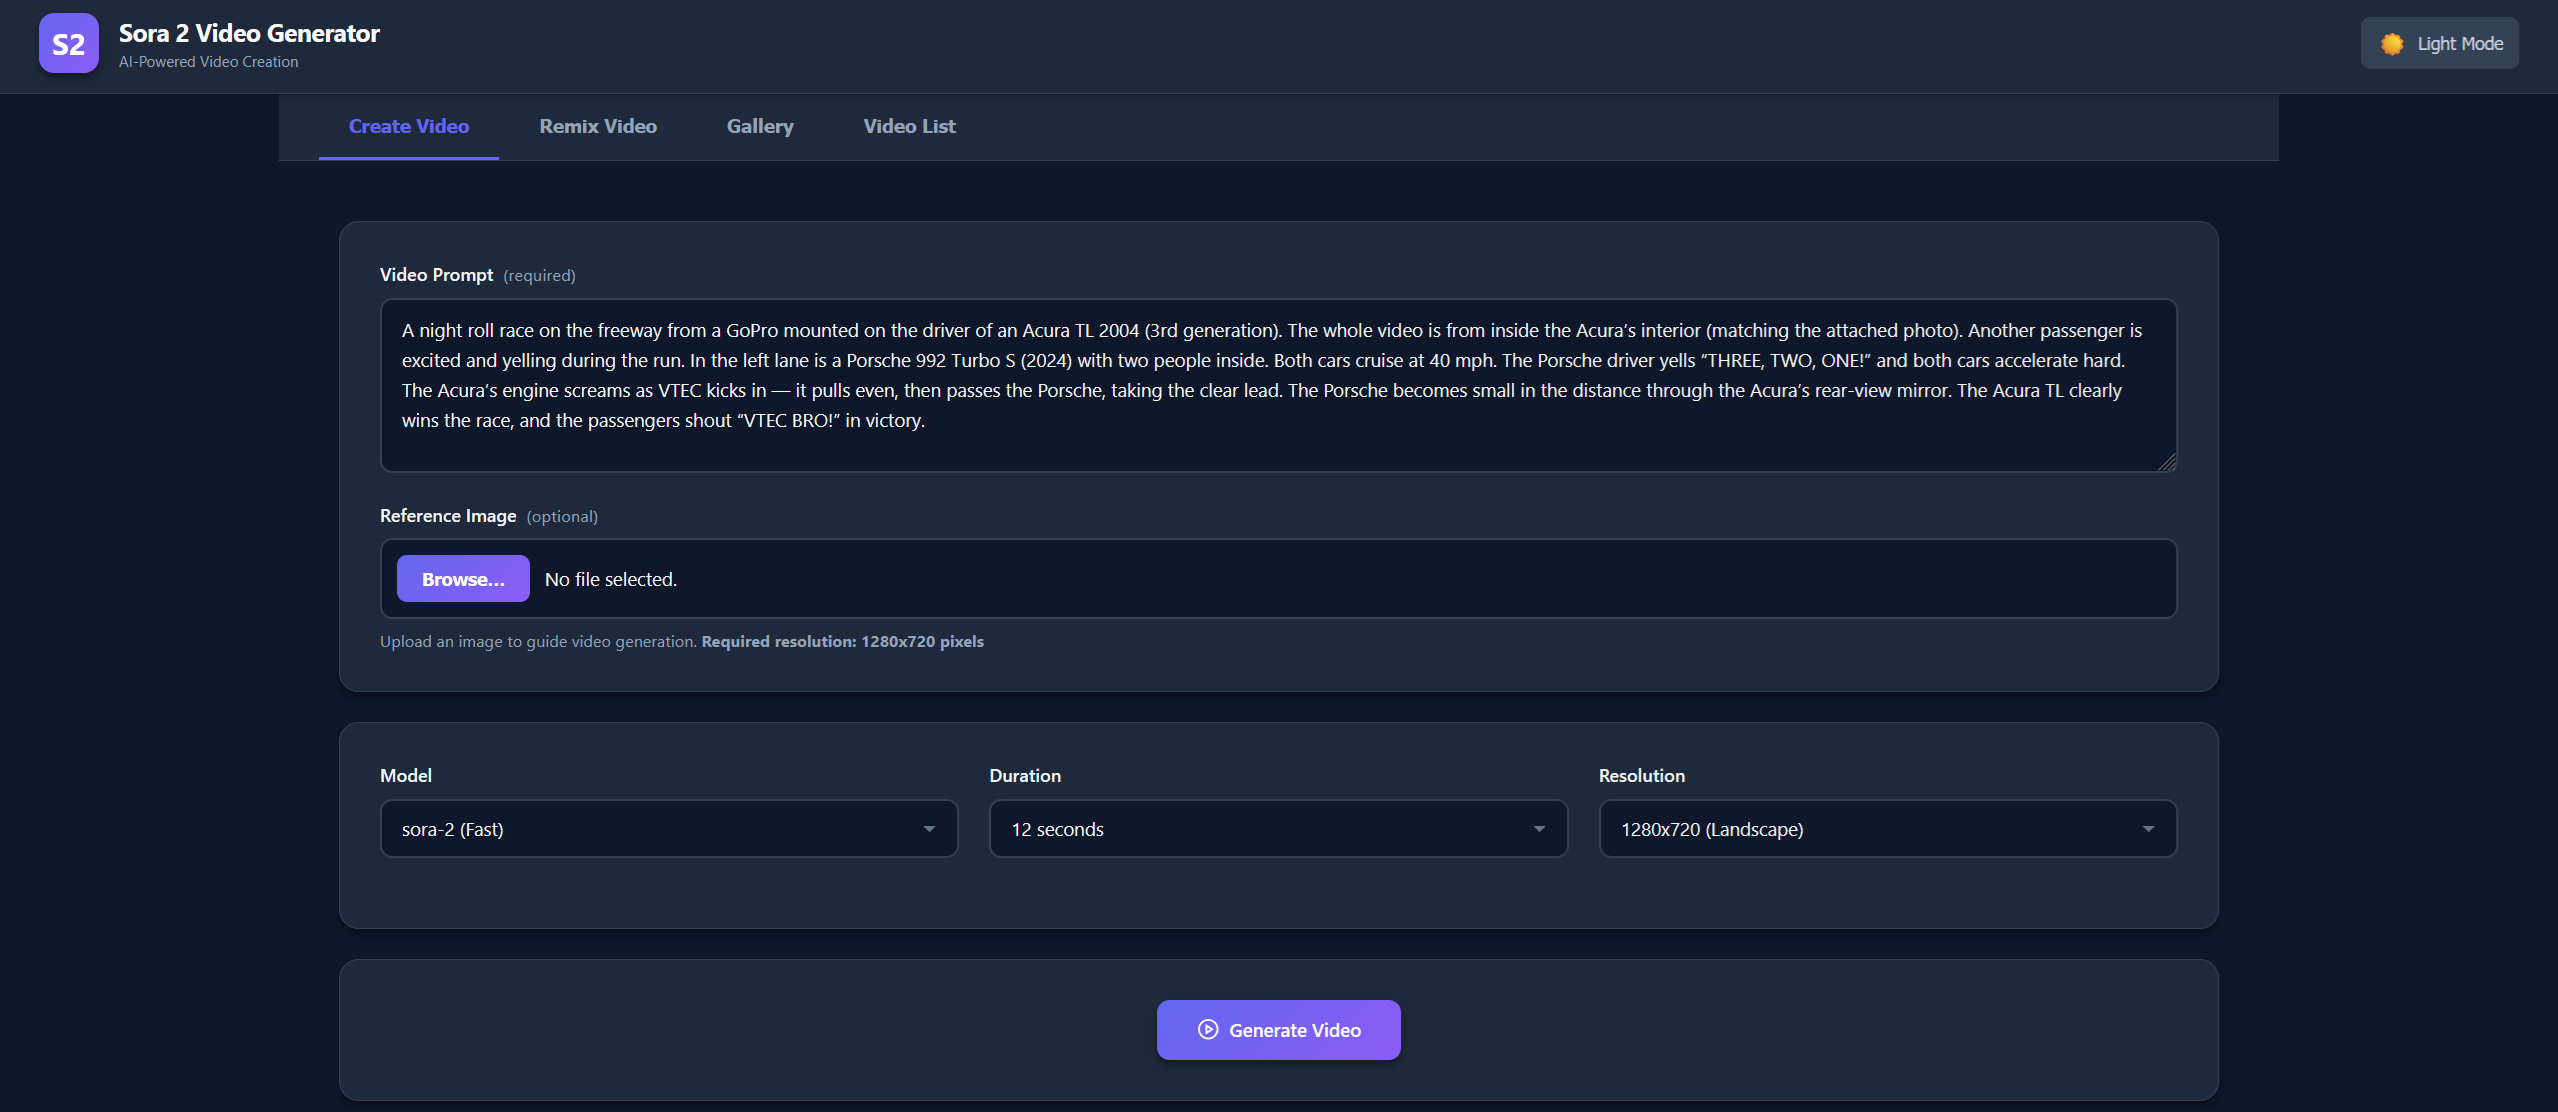 S2
Sora 2 Video Generator
AI-Powered Video Creation
Light Mode
Create Video
Remix Video
Gallery
Video List
Video Prompt (required)
A night roll race on the freeway from a GoPro mounted on the driver of an Acura TL 2004 (3rd generation). The whole video is from inside the Acura’s interior (matching the attached photo). Another passenger is
excited and yelling during the run. In the left lane is a Porsche 992 Turbo S (2024) with two people inside. Both cars cruise at 40 mph. The Porsche driver yells “THREE, TWO, ONE!” and both cars accelerate hard.
The Acura’s engine screams as VTEC kicks in — it pulls even, then passes the Porsche, taking the clear lead. The Porsche becomes small in the distance through the Acura’s rear-view mirror. The Acura TL clearly
wins the race, and the passengers shout “VTEC BRO!” in victory.
Reference Image (optional)
Browse... No file selected.
Upload an image to guide video generation. Required resolution: 1280x720 pixels
Model
Duration
Resolution
sora-2 (Fast)
12 seconds
1280x720 (Landscape)
Generate Video